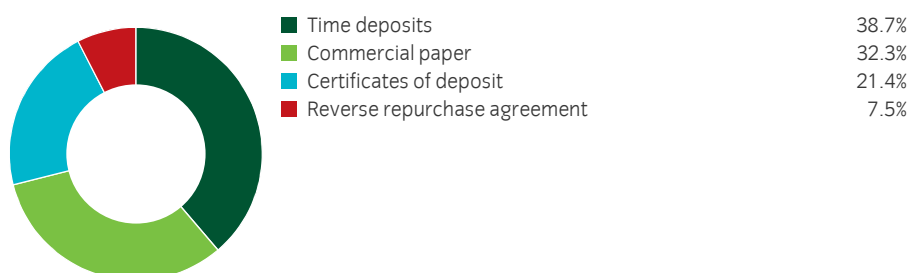 Time deposits 38.7%
Commercial paper 32.3%
Certificates of deposit 21.4%
Reverse repurchase agreement 7.5%